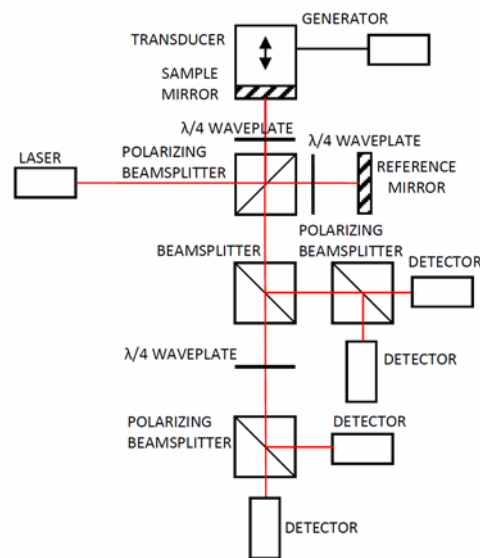 GENERATOR
TRANSDUCER
SAMPLE
MIRROR
λ/4 WAVEPLATE
λ/4 WAVEPLATE
LASER
POLARIZING
BEAMSPLITTER
REFERENCE
MIRROR
POLARIZING
BEAMSPLITTER
BEAMSPLITTER
DETECTOR
λ/4 WAVEPLATE
DETECTOR
POLARIZING
BEAMSPLITTER
DETECTOR
DETECTOR